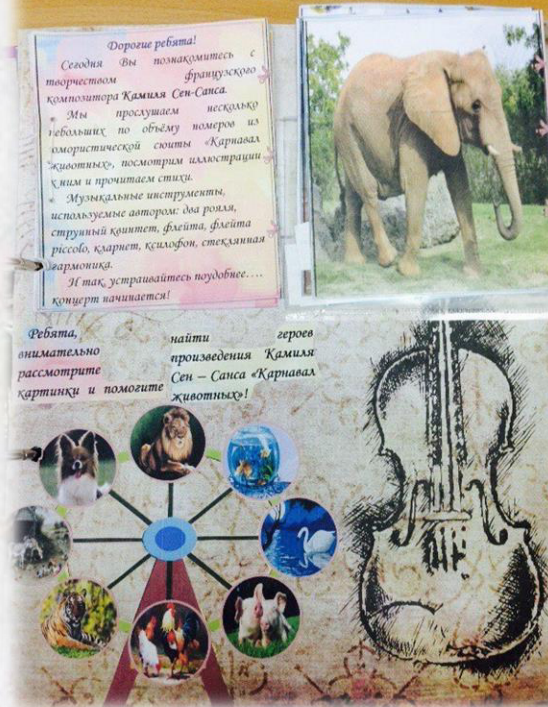 Дорогие ребята!
Сегодня Вы познакомитесь с
творчеством французского
композитора Камиля Сен-Санса.
Мы прослушаем несколько
небольших по объёму номеров из
юмористической сюиты «Карнавал
животных», посмотрим иллюстрации
к ним и прочитаем стихи.
Музыкальные инструменты,
используемые автором: два рояля,
струнный квинтет, флейта, флейта
piccolo, кларнет, ксилофон, стеклянная
гармоника.
И так, устраивайтесь поудобнее….
концерт начинается!
Ребята,
внимательно
рассмотрите
картинки и помогите
найти героев
произведения Камиля
Сен – Санса «Карнавал
животных»!